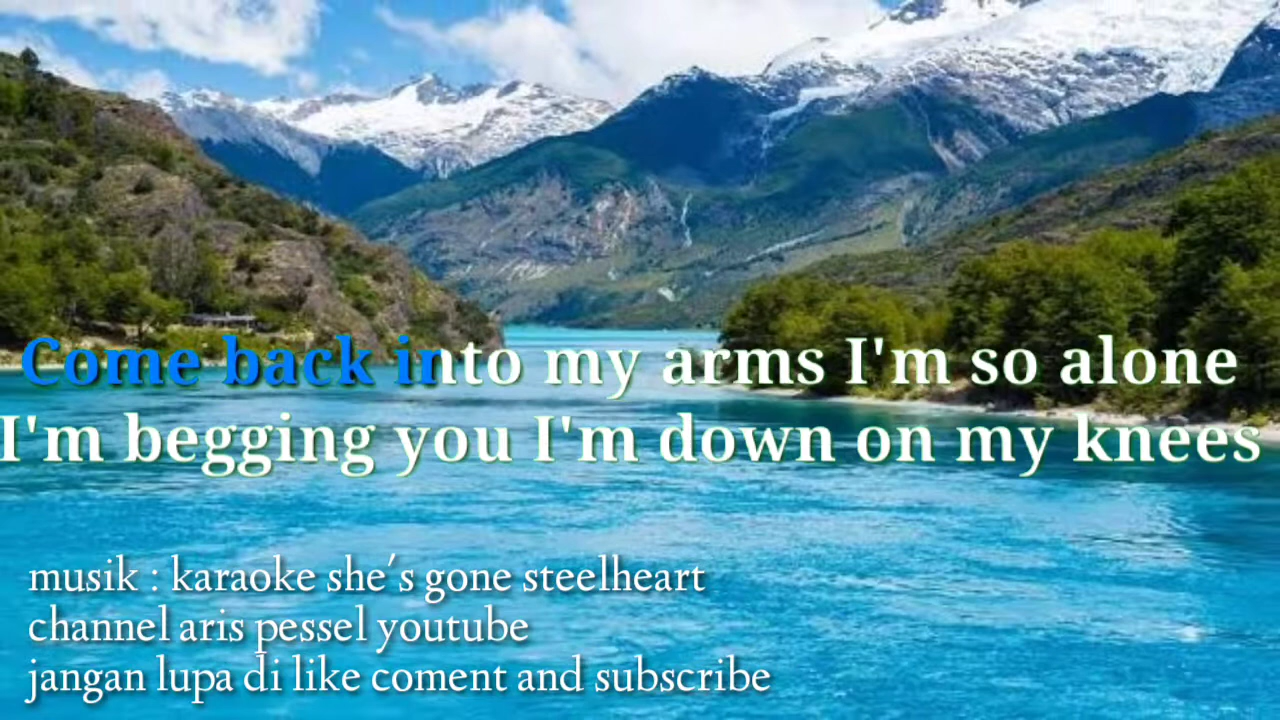 Come back into my arms I'm so alone
I'm begging you I'm down on my knees
musik : karaoke she's gone steelheart
channel aris pessel youtube
jangan lupa di like coment and subscribe